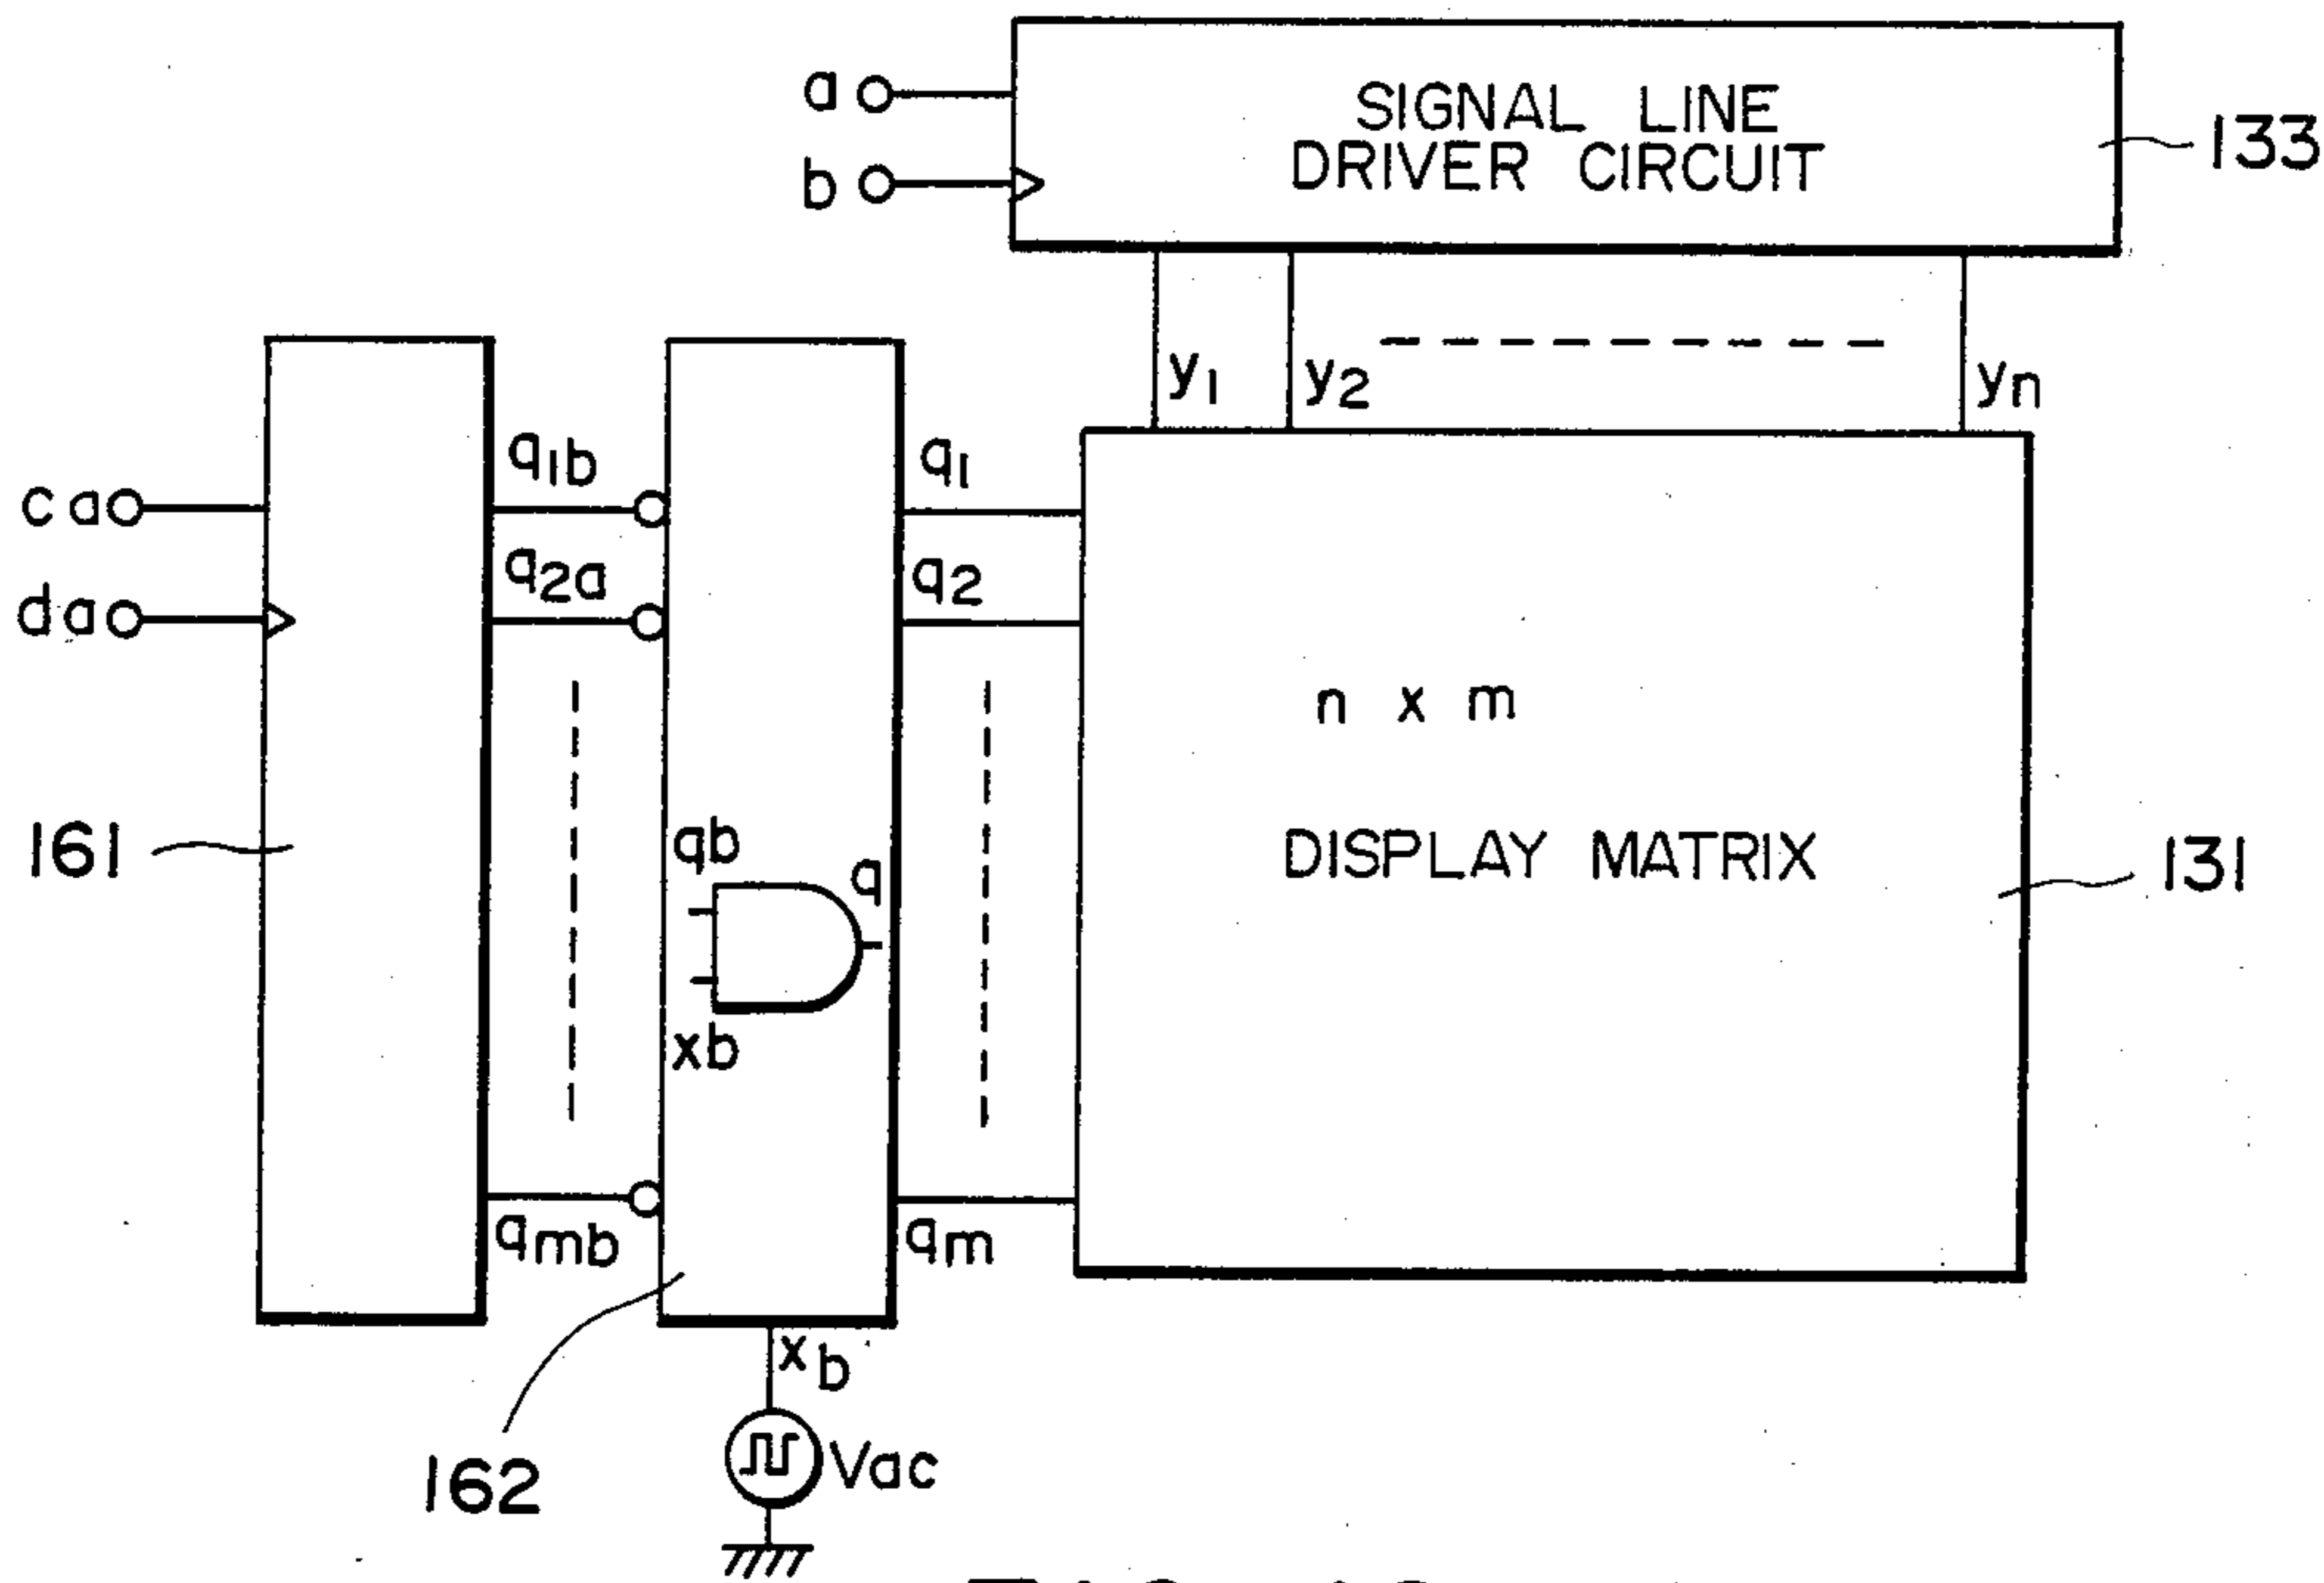 a
SIGNAL LINE
DRIVER CIRCUIT
133
b
y1
y2
yn
q1b
q1
ca
q2a
q2
da
n x m
161
qb
q
DISPLAY MATRIX
131
xb
qmb
qm
xb
Vac
162